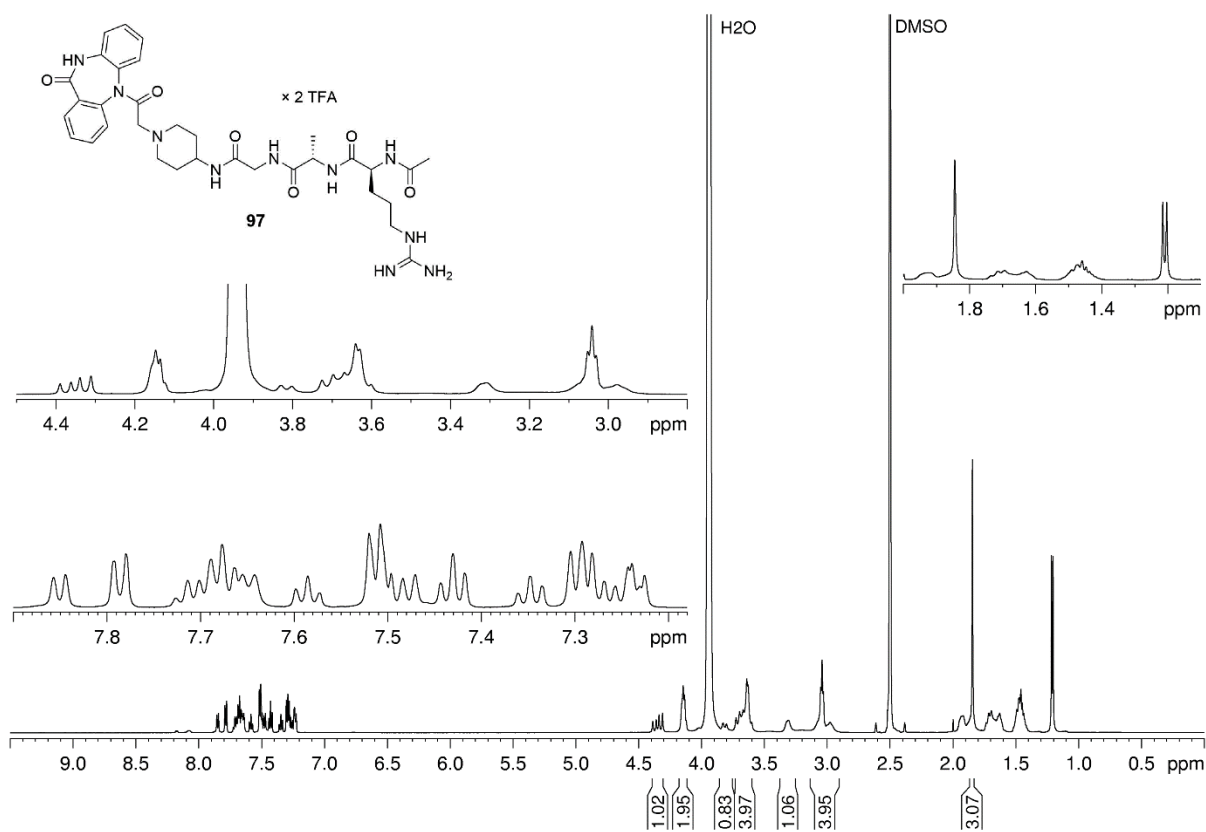 H2O
DMSO
NH
O
N
O
N
N
H
O
H
N
O
N
H
O
H
N
O
NH
HN
NH2
× 2 TFA
97
1.8 1.6 1.4 ppm
4.4 4.2 4.0 3.8 3.6 3.4 3.2 3.0 ppm
7.8 7.7 7.6 7.5 7.4 7.3 ppm
9.0 8.5 8.0 7.5 7.0 6.5 6.0 5.5 5.0 4.5 4.0 3.5 3.0 2.5 2.0 1.5 1.0 0.5 ppm
1.02 1.95 0.83 3.97 1.06 3.95 3.07